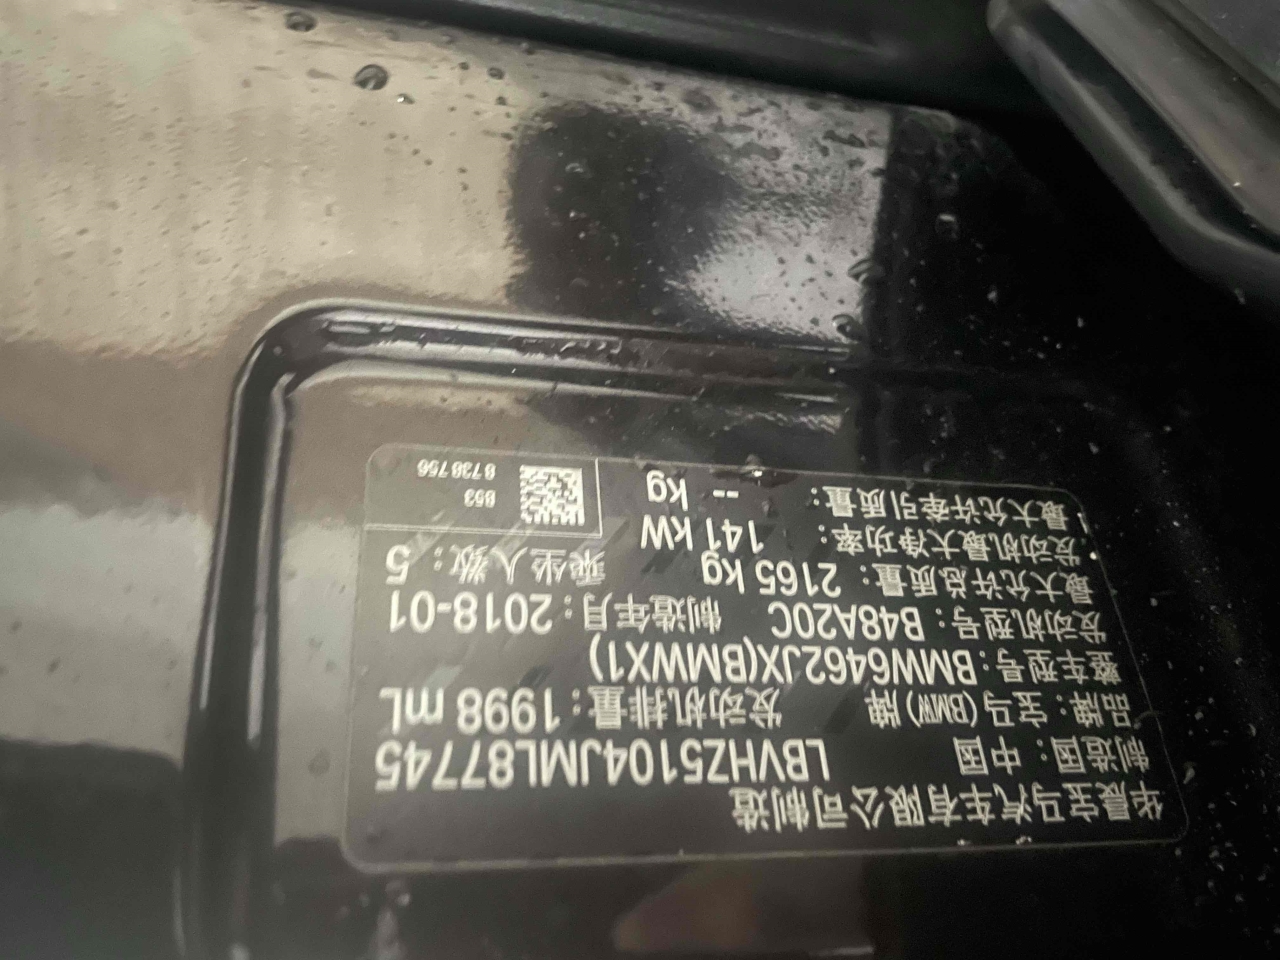 华晨宝马汽车有限公司制造
制造国：中国 LBVHZ5104JML87745
品牌：宝马(BMW)牌 发动机排量：1998 mL
整车型号：BMW6462JX(BMWX1)
发动机型号：B48A20C 制造年月：2018-01
最大允许总质量：2165 kg 乘坐人数：5
发动机最大净功率：141 kW
最大允许牵引质量：-- kg
B53
8 738 756